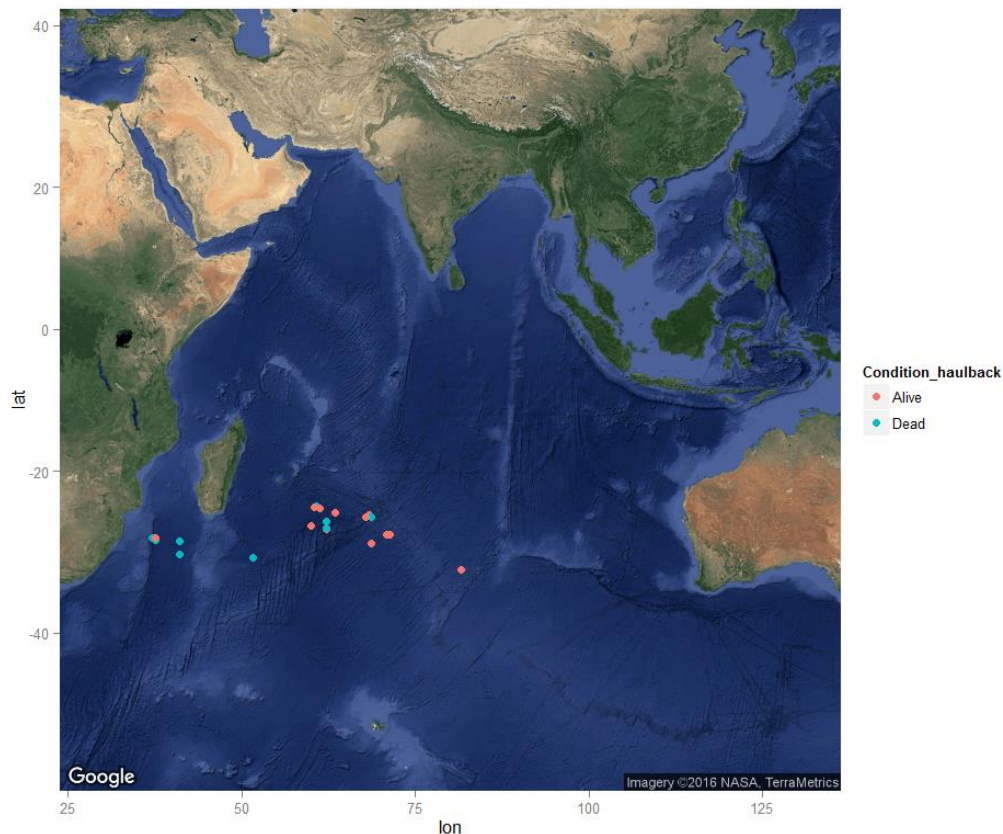 40
20
0
-20
-40
lat
25
50
75
100
125
lon
Condition_haulback
Alive
Dead
Google
Imagery ©2016 NASA, TerraMetrics